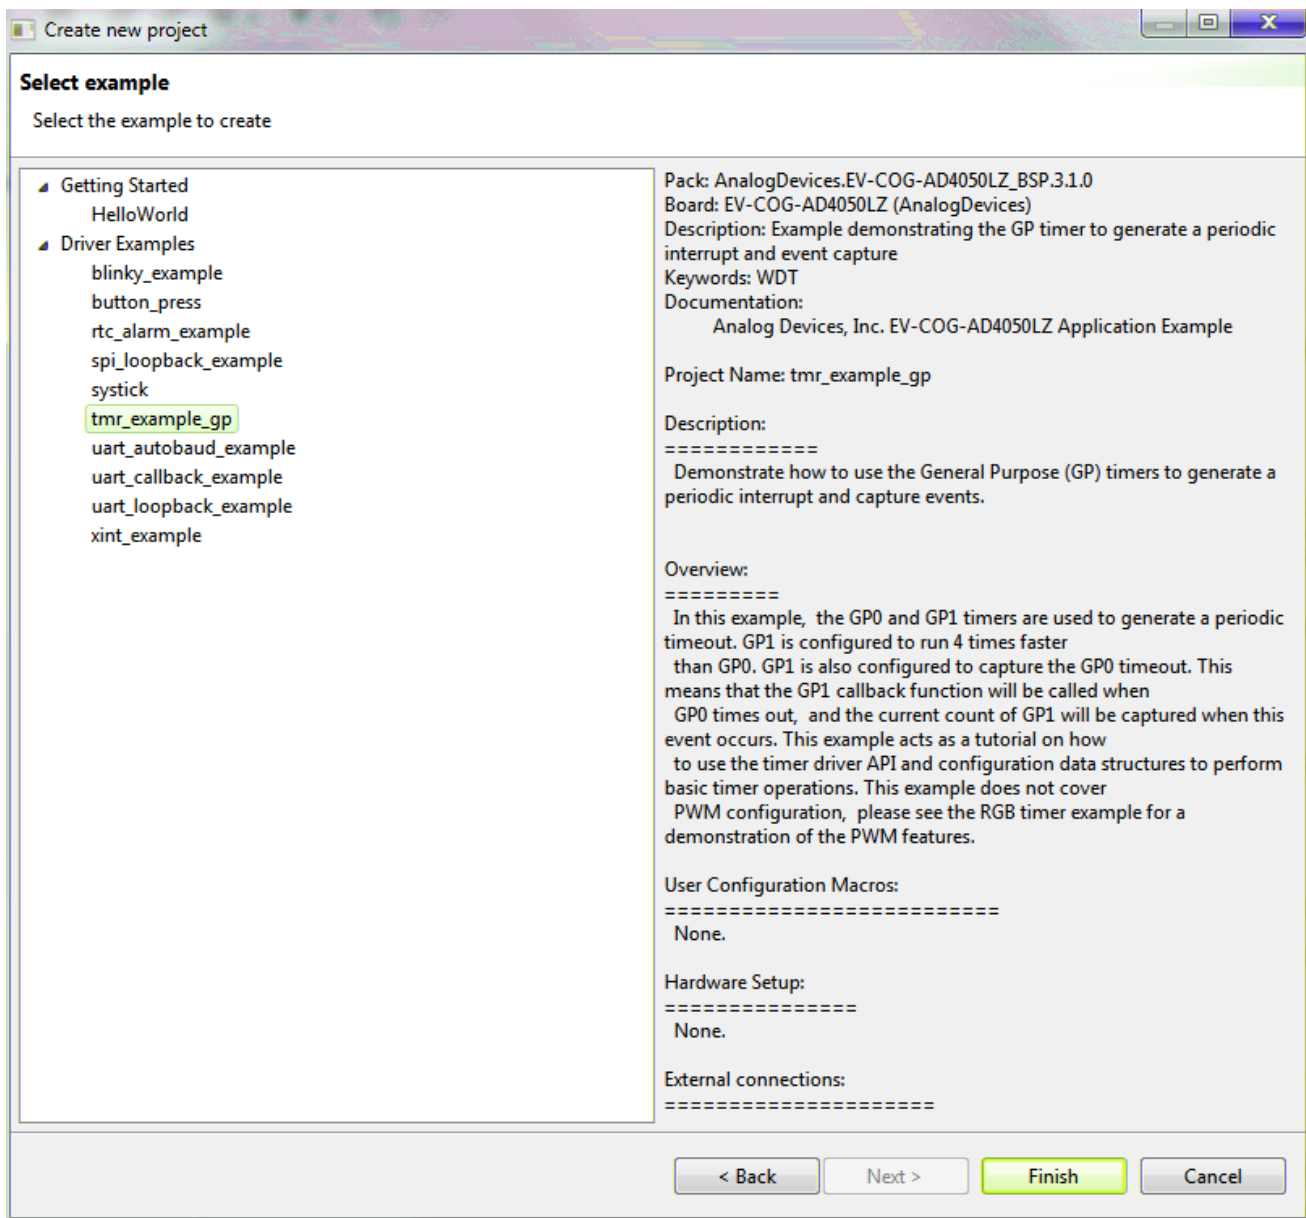 Create new project
Select example
Select the example to create
Getting Started
HelloWorld
Driver Examples
blinky_example
button_press
rtc_alarm_example
spi_loopback_example
systick
tmr_example_gp
uart_autobaud_example
uart_callback_example
uart_loopback_example
xint_example
Pack: AnalogDevices.EV-COG-AD4050LZ_BSP.3.1.0
Board: EV-COG-AD4050LZ (AnalogDevices)
Description: Example demonstrating the GP timer to generate a periodic
interrupt and event capture
Keywords: WDT
Documentation:
Analog Devices, Inc. EV-COG-AD4050LZ Application Example
Project Name: tmr_example_gp
Description:
============
Demonstrate how to use the General Purpose (GP) timers to generate a
periodic interrupt and capture events.
Overview:
=========
In this example,  the GP0 and GP1 timers are used to generate a periodic
timeout. GP1 is configured to run 4 times faster
than GP0. GP1 is also configured to capture the GP0 timeout. This
means that the GP1 callback function will be called when
GP0 times out,  and the current count of GP1 will be captured when this
event occurs. This example acts as a tutorial on how
to use the timer driver API and configuration data structures to perform
basic timer operations. This example does not cover
PWM configuration,  please see the RGB timer example for a
demonstration of the PWM features.
User Configuration Macros:
==========================
None.
Hardware Setup:
===============
None.
External connections:
=====================
< Back
Next >
Finish
Cancel